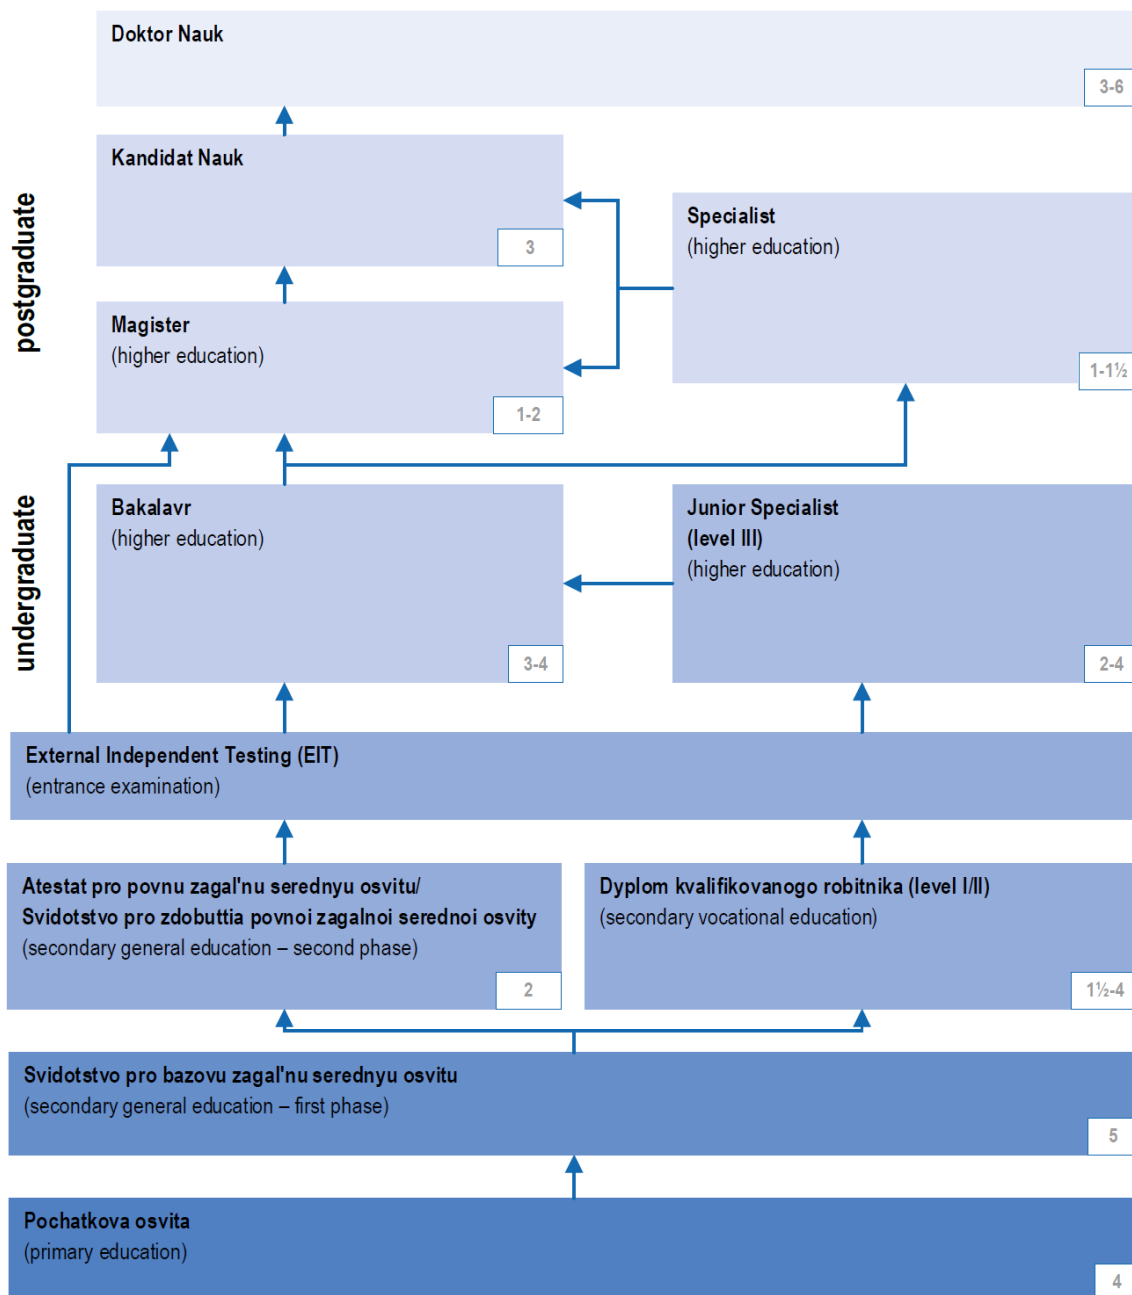 Doktor Nauk
3-6
Kandidat Nauk
3
postgraduate
Specialist
(higher education)
1-1½
Magister
(higher education)
1-2
undergraduate
Bakalavr
(higher education)
3-4
Junior Specialist
(level III)
(higher education)
2-4
External Independent Testing (EIT)
(entrance examination)
Atestat pro povnu zagal'nu serednyu osvitu/
Svidotstvo pro zdobuttia povnoi zagalnoi serednoi osvity
(secondary general education – second phase)
2
Dyplom kvalifikovanogo robitnika (level I/II)
(secondary vocational education)
1½-4
Svidotstvo pro bazovu zagal'nu serednyu osvitu
(secondary general education – first phase)
5
Pochatkova osvita
(primary education)
4